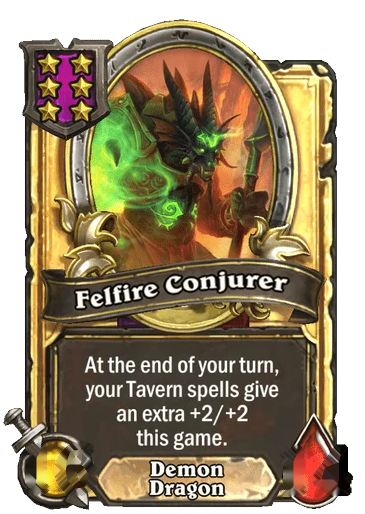 Felfire Conjurer
At the end of your turn,
your Tavern spells give
an extra +2/+2
this game.
Demon
Dragon